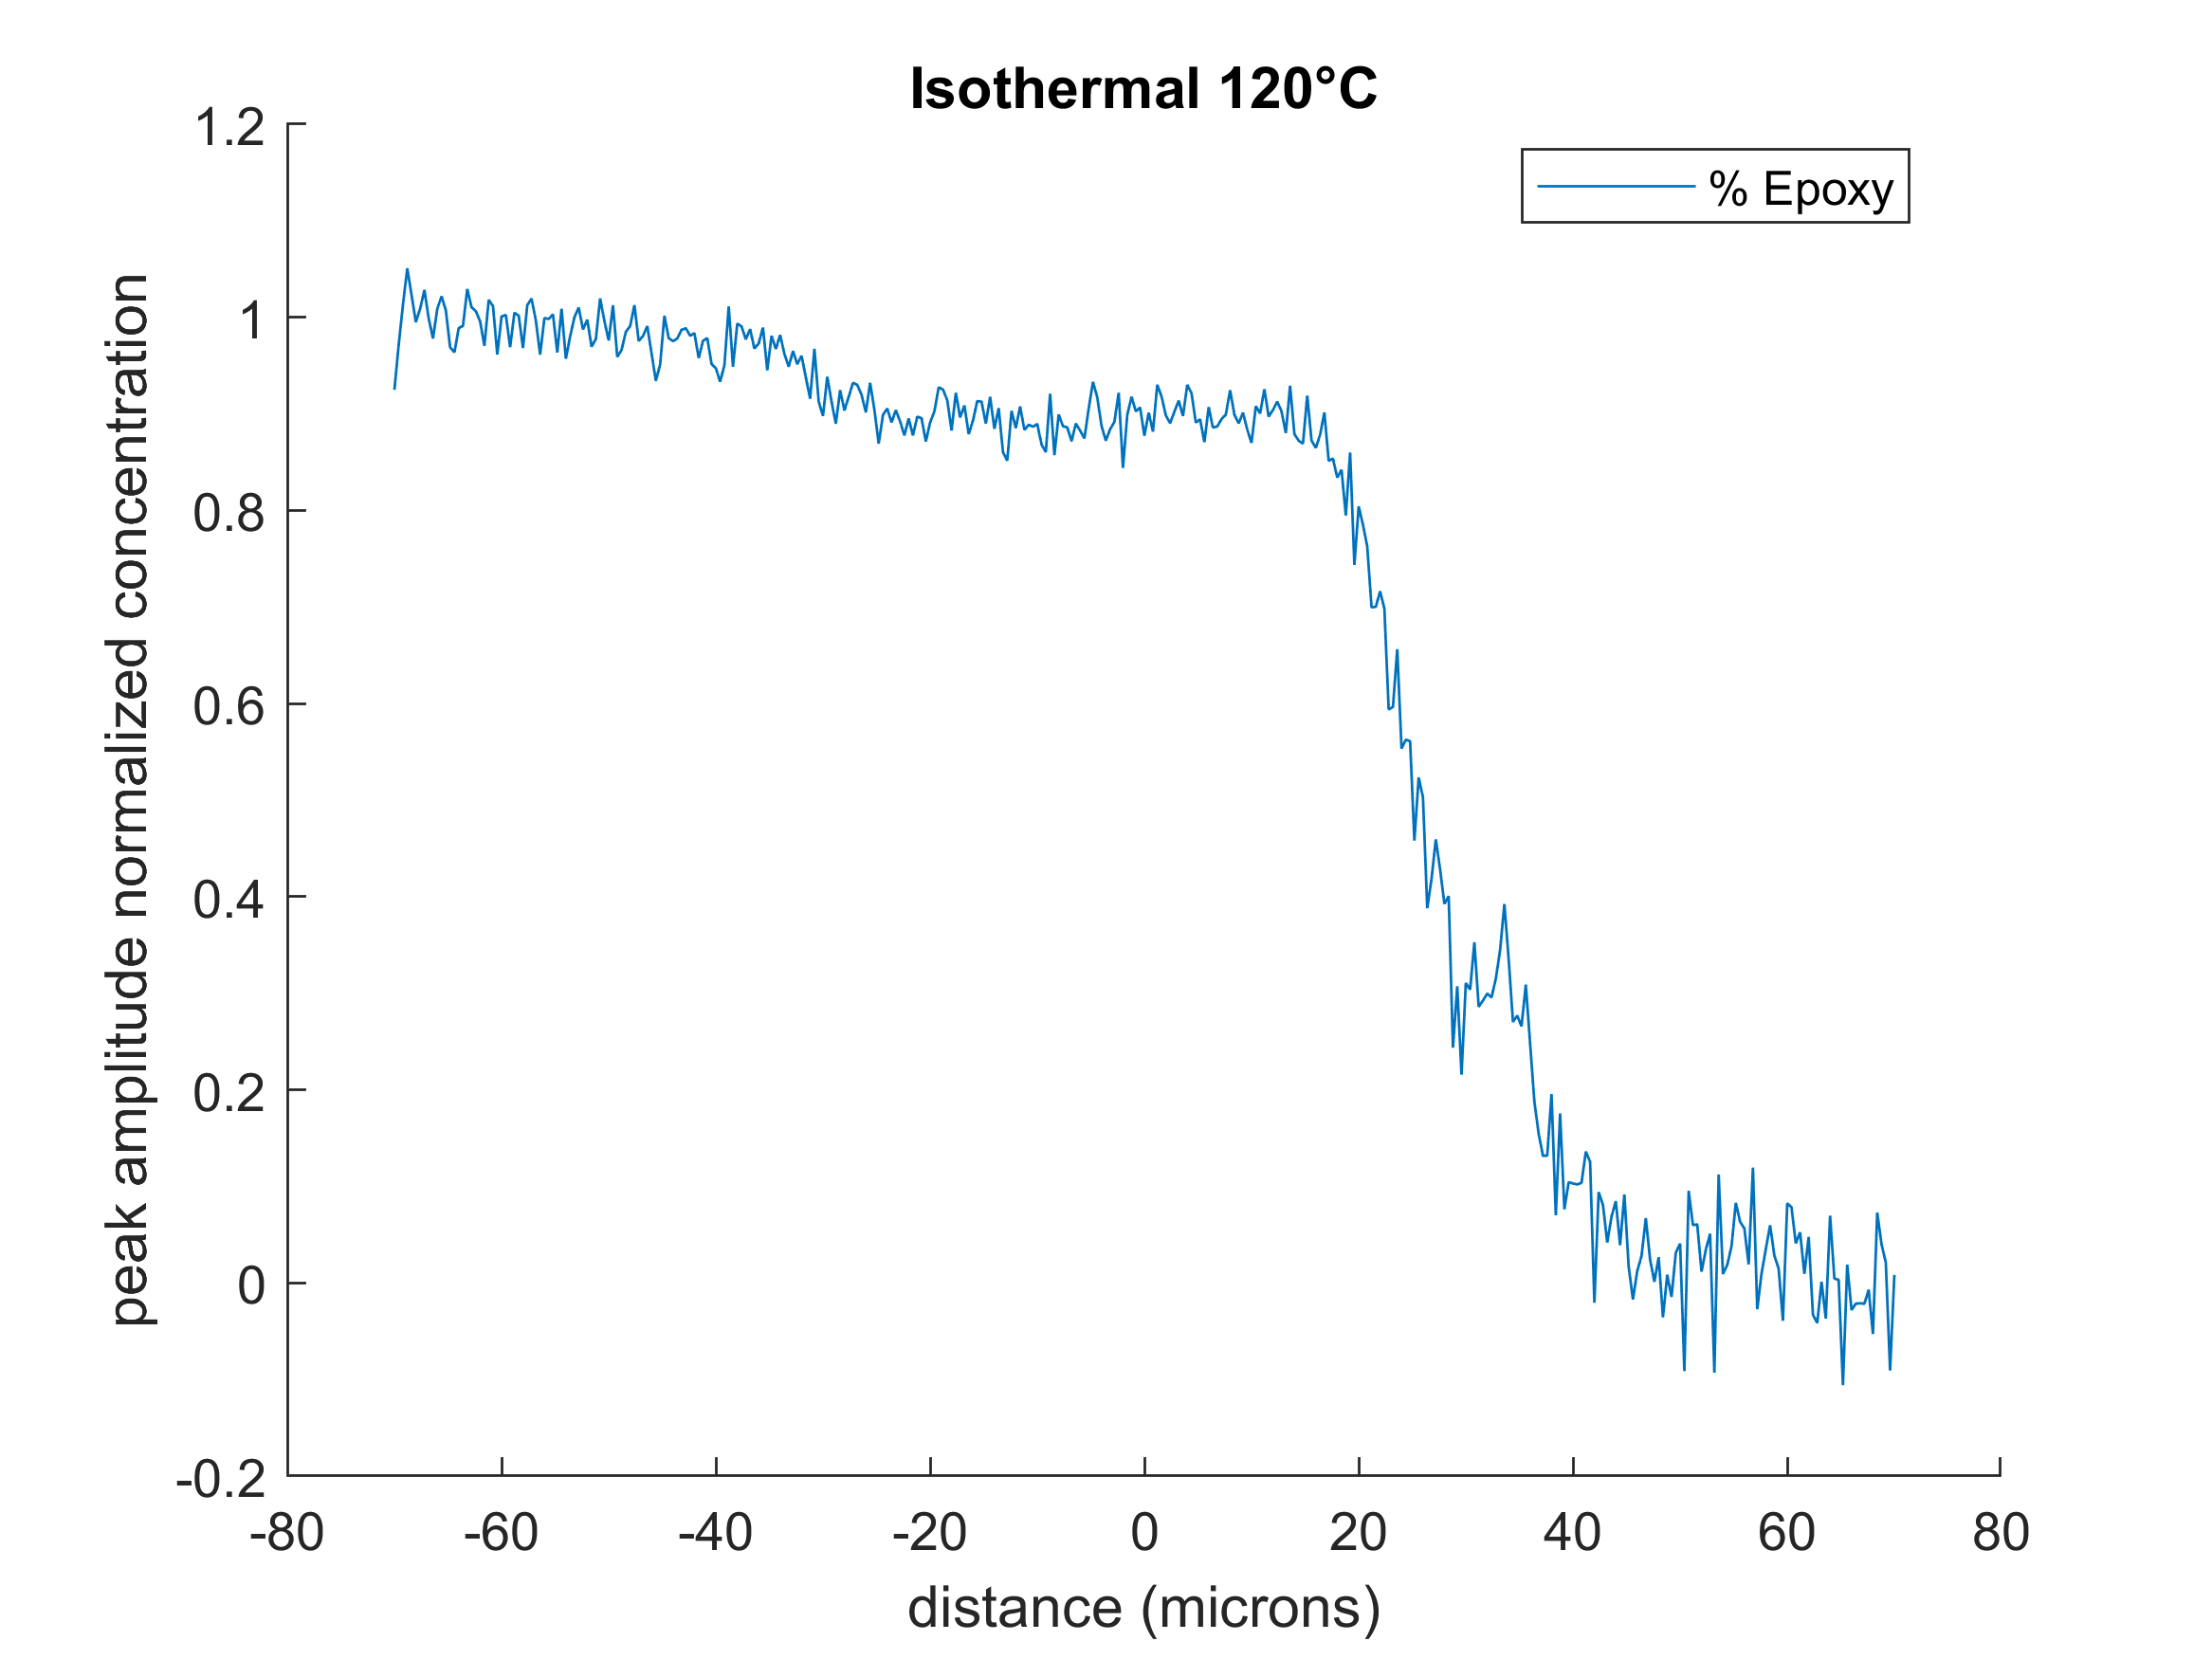 Isothermal 120°C
% Epoxy
peak amplitude normalized concentration
1.2
1
0.8
0.6
0.4
0.2
0
-0.2
-80 -60 -40 -20 0 20 40 60 80
distance (microns)